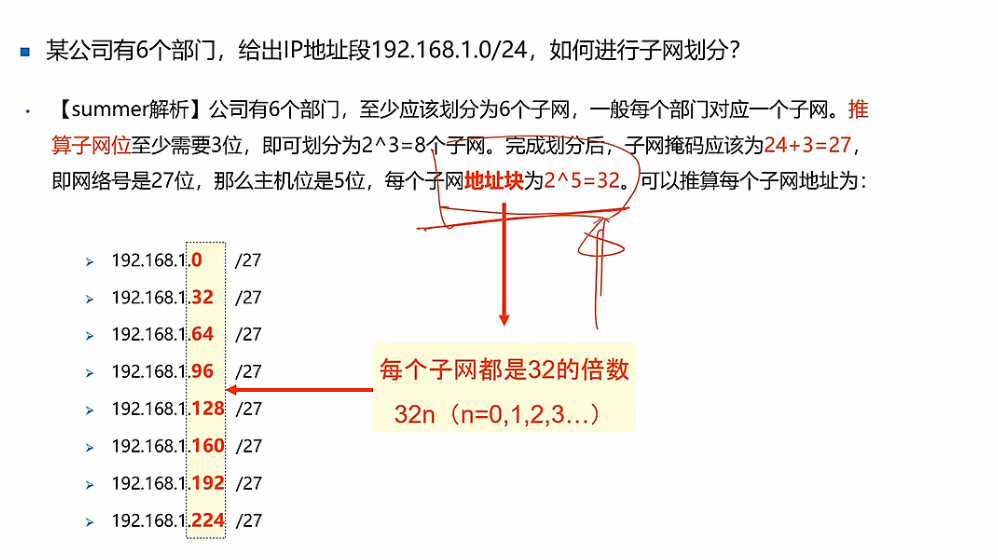 某公司有6个部门，给出IP地址段192.168.1.0/24，如何进行子网划分？
【summer解析】公司有6个部门，至少应该划分为6个子网，一般每个部门对应一个子网。推
算子网位至少需要3位，即可划分为2^3=8个子网。完成划分后，子网掩码应该为24+3=27，
即网络号是27位，那么主机位是5位，每个子网地址块为2^5=32。可以推算每个子网地址为：
192.168.1.0 /27
192.168.1.32 /27
192.168.1.64 /27
192.168.1.96 /27
192.168.1.128 /27
192.168.1.160 /27
192.168.1.192 /27
192.168.1.224 /27
每个子网都是32的倍数
32n（n=0,1,2,3…）